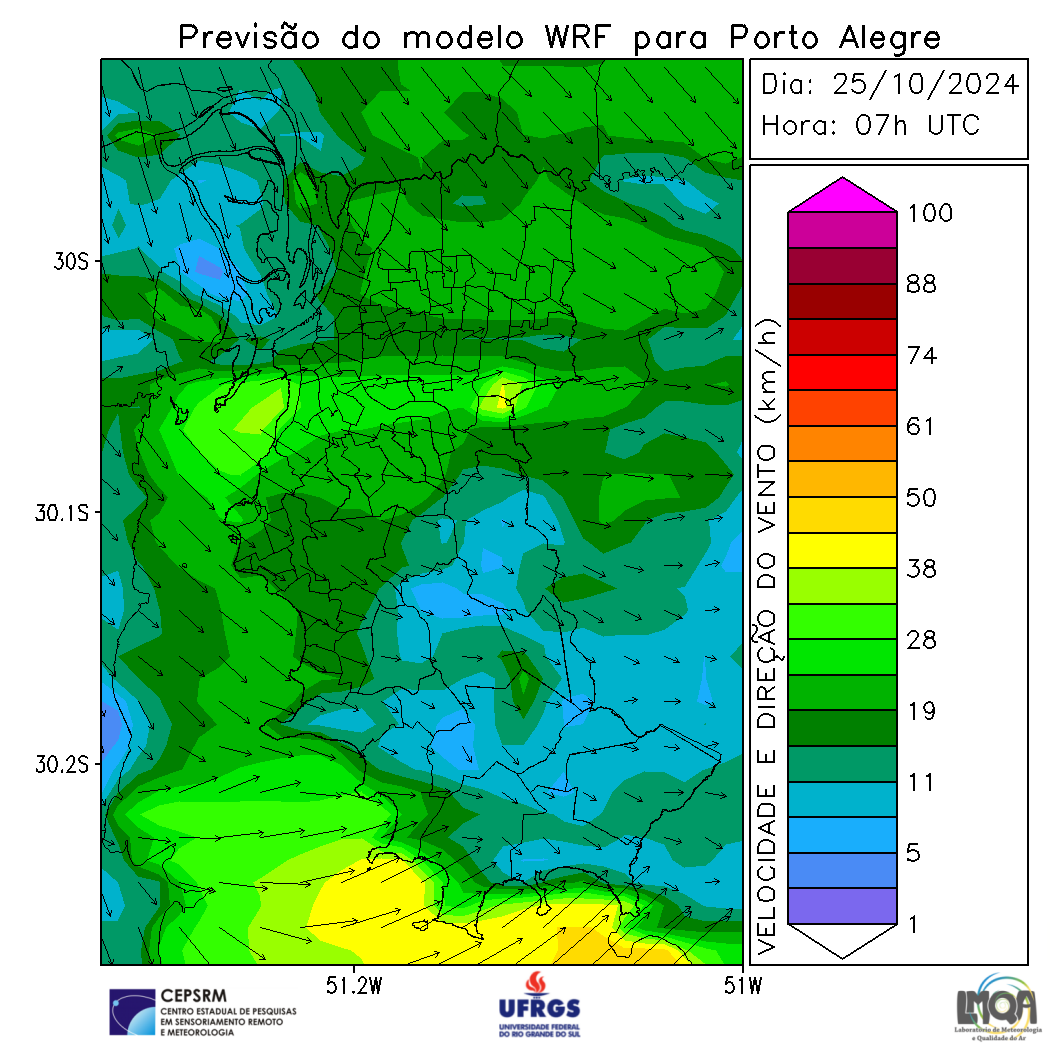 Previsão do modelo WRF para Porto Alegre
Dia: 25/10/2024
Hora: 07h UTC
30S
30.1S
30.2S
51.2W
51W
VELOCIDADE E DIREÇÃO DO VENTO (km/h)
100
88
74
61
50
38
28
19
11
5
1
CEPSRM
CENTRO ESTADUAL DE PESQUISAS
EM SENSORIAMENTO REMOTO
E METEOROLOGIA
UFRGS
UNIVERSIDADE FEDERAL
DO RIO GRANDE DO SUL
LMQA
Laboratório de Meteorologia
e Qualidade do Ar